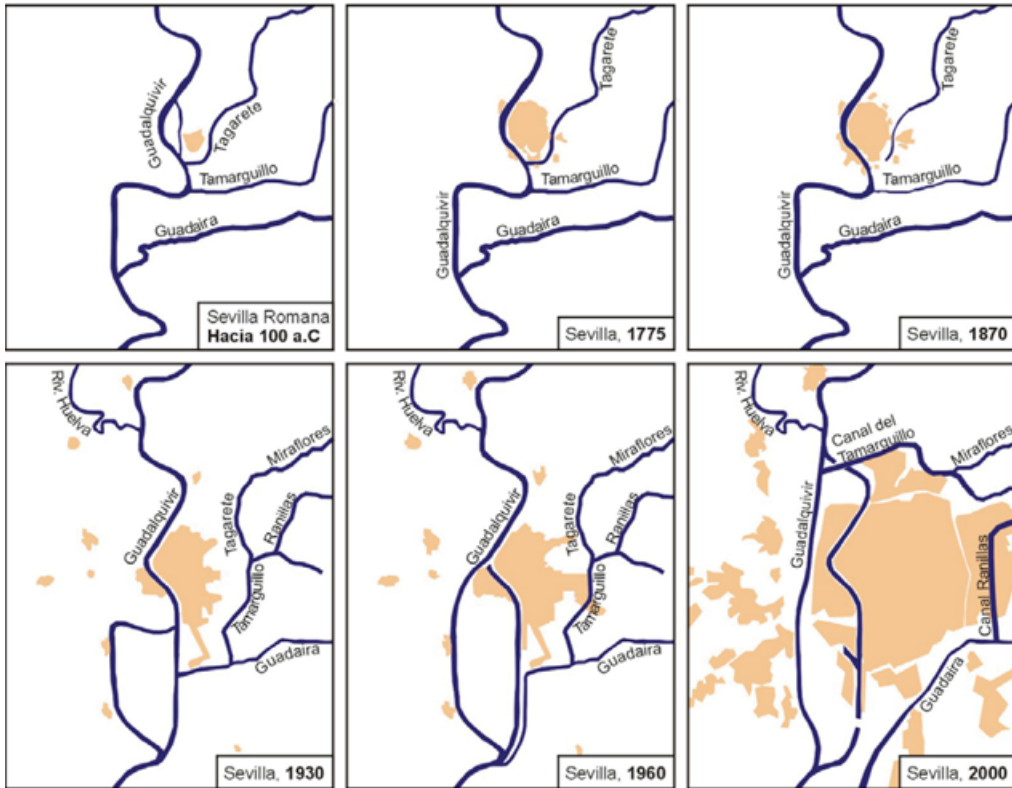 Guadalquivir
Tagarete
Tamarguillo
Guadaira
Sevilla Romana
Hacia 100 a.C
Tagarete
Tamarguillo
Guadalquivir
Guadaira
Sevilla, 1775
Tagarete
Tamarguillo
Guadalquivir
Guadaira
Sevilla, 1870
Riv. Huelva
Miraflores
Guadalquivir
Tagarete
Ranillas
Tamarguillo
Guadaira
Sevilla, 1930
Riv. Huelva
Miraflores
Guadalquivir
Tagarete
Ranillas
Tamarguillo
Guadaira
Sevilla, 1960
Riv. Huelva
Canal del
Tamarguillo
Miraflores
Guadalquivir
Canal Ranillas
Guadaira
Sevilla, 2000